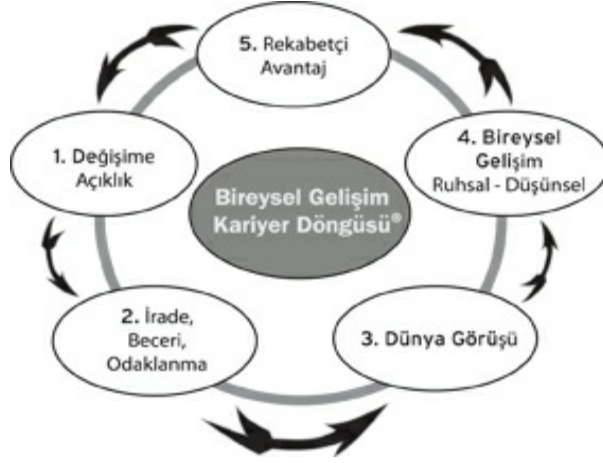 5. Rekabetçi
Avantaj
1. Değişime
Açıklık
4. Bireysel
Gelişim
Ruhsal - Düşünsel
Bireysel Gelişim
Kariyer Döngüsü®
2. İrade,
Beceri,
Odaklanma
3. Dünya Görüşü